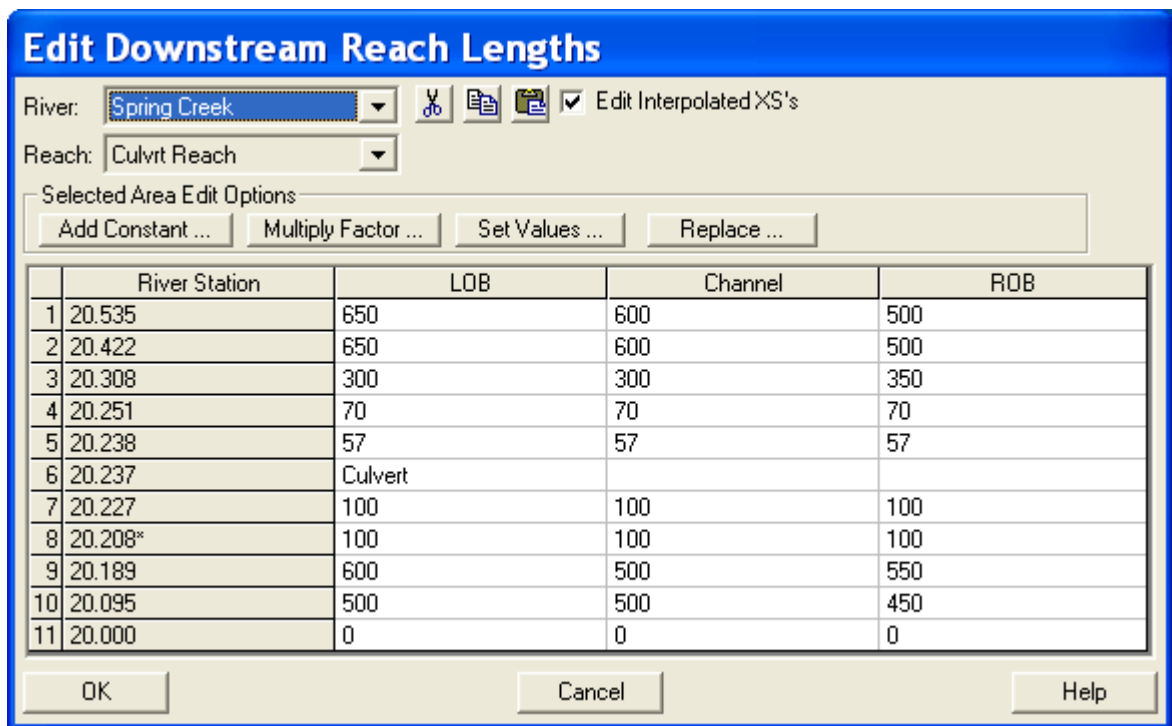 Edit Downstream Reach Lengths
River: Spring Creek Edit Interpolated XS's
Reach: Culvrt Reach
Selected Area Edit Options
Add Constant ... Multiply Factor ... Set Values ... Replace ...
River Station LOB Channel ROB
1 20.535 650 600 500
2 20.422 650 600 500
3 20.308 300 300 350
4 20.251 70 70 70
5 20.238 57 57 57
6 20.237 Culvert
7 20.227 100 100 100
8 20.208* 100 100 100
9 20.189 600 500 550
10 20.095 500 500 450
11 20.000 0 0 0
OK Cancel Help